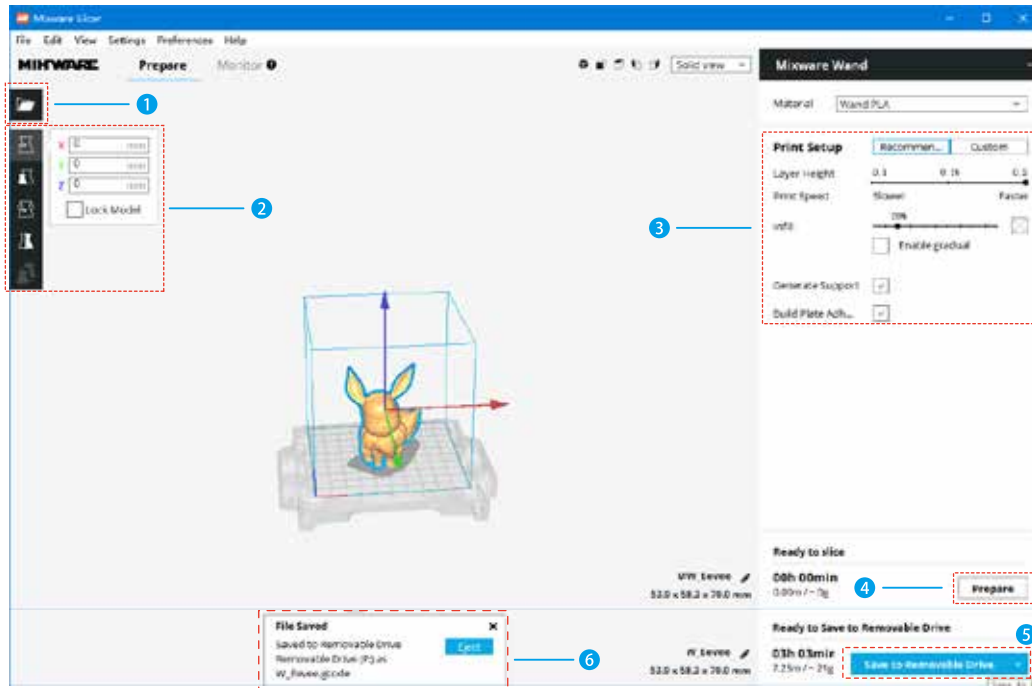 Mixware Slicer
File Edit View Settings Preferences Help
MIXWARE Prepare Monitor
Solid view
Mixware Wand
Material Wand PLA
1
X 0 mm
Y 0 mm
Z 0 mm
Lock Model
2
3
Print Setup Recommen... Custom
Layer Height
Print Speed Slower Faster
Infill 20%
Enable gradual
Generate Support
Build Plate Adh...
Ready to slice
00h 00min
0.00m / ~ 0g
4
Prepare
MW_Eevee
53.0 x 58.2 x 70.0 mm
File Saved
Saved to Removable Drive
Removable Drive (F:) as
W_Eevee.gcode
Eject
6
W_Eevee
53.0 x 58.2 x 70.0 mm
Ready to Save to Removable Drive
5
03h 03min
7.25m / ~ 21g
Save to Removable Drive